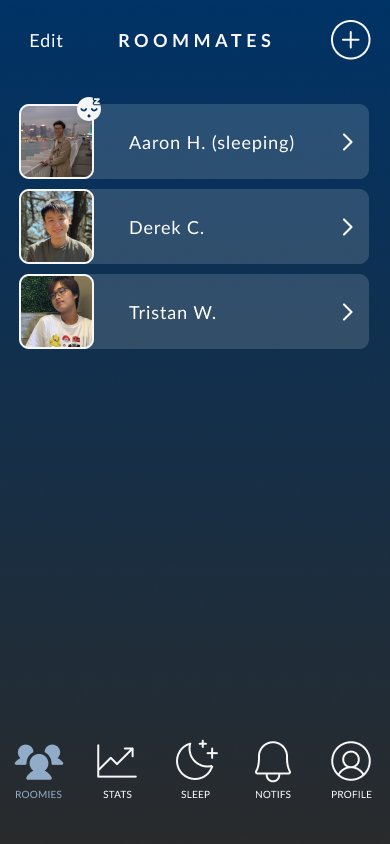 Edit
ROOMMATES
Aaron H. (sleeping)
Derek C.
Tristan W.
ROOMIES
STATS
SLEEP
NOTIFS
PROFILE